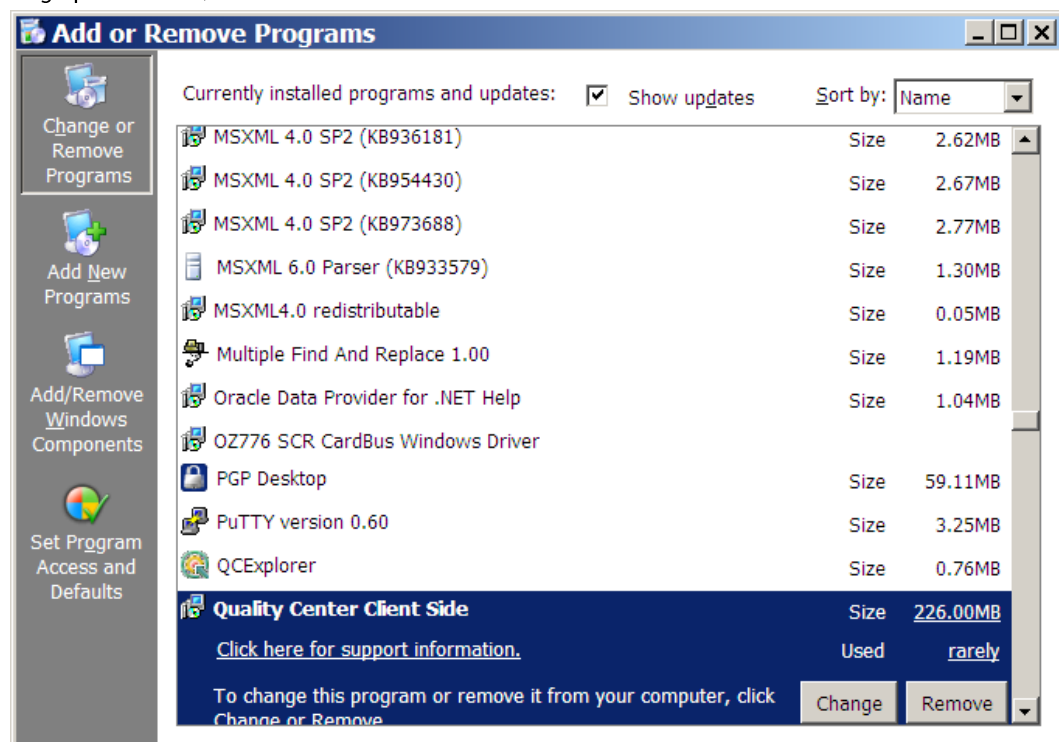 Add or Remove Programs
Change or
Remove
Programs
Add New
Programs
Add/Remove
Windows
Components
Set Program
Access and
Defaults
Currently installed programs and updates: Show updates Sort by: Name
MSXML 4.0 SP2 (KB936181) Size 2.62MB
MSXML 4.0 SP2 (KB954430) Size 2.67MB
MSXML 4.0 SP2 (KB973688) Size 2.77MB
MSXML 6.0 Parser (KB933579) Size 1.30MB
MSXML4.0 redistributable Size 0.05MB
Multiple Find And Replace 1.00 Size 1.19MB
Oracle Data Provider for .NET Help Size 1.04MB
OZ776 SCR CardBus Windows Driver
PGP Desktop Size 59.11MB
PuTTY version 0.60 Size 3.25MB
QCExplorer Size 0.76MB
Quality Center Client Side Size 226.00MB
Click here for support information. Used rarely
To change this program or remove it from your computer, click Change Remove
Change or Remove